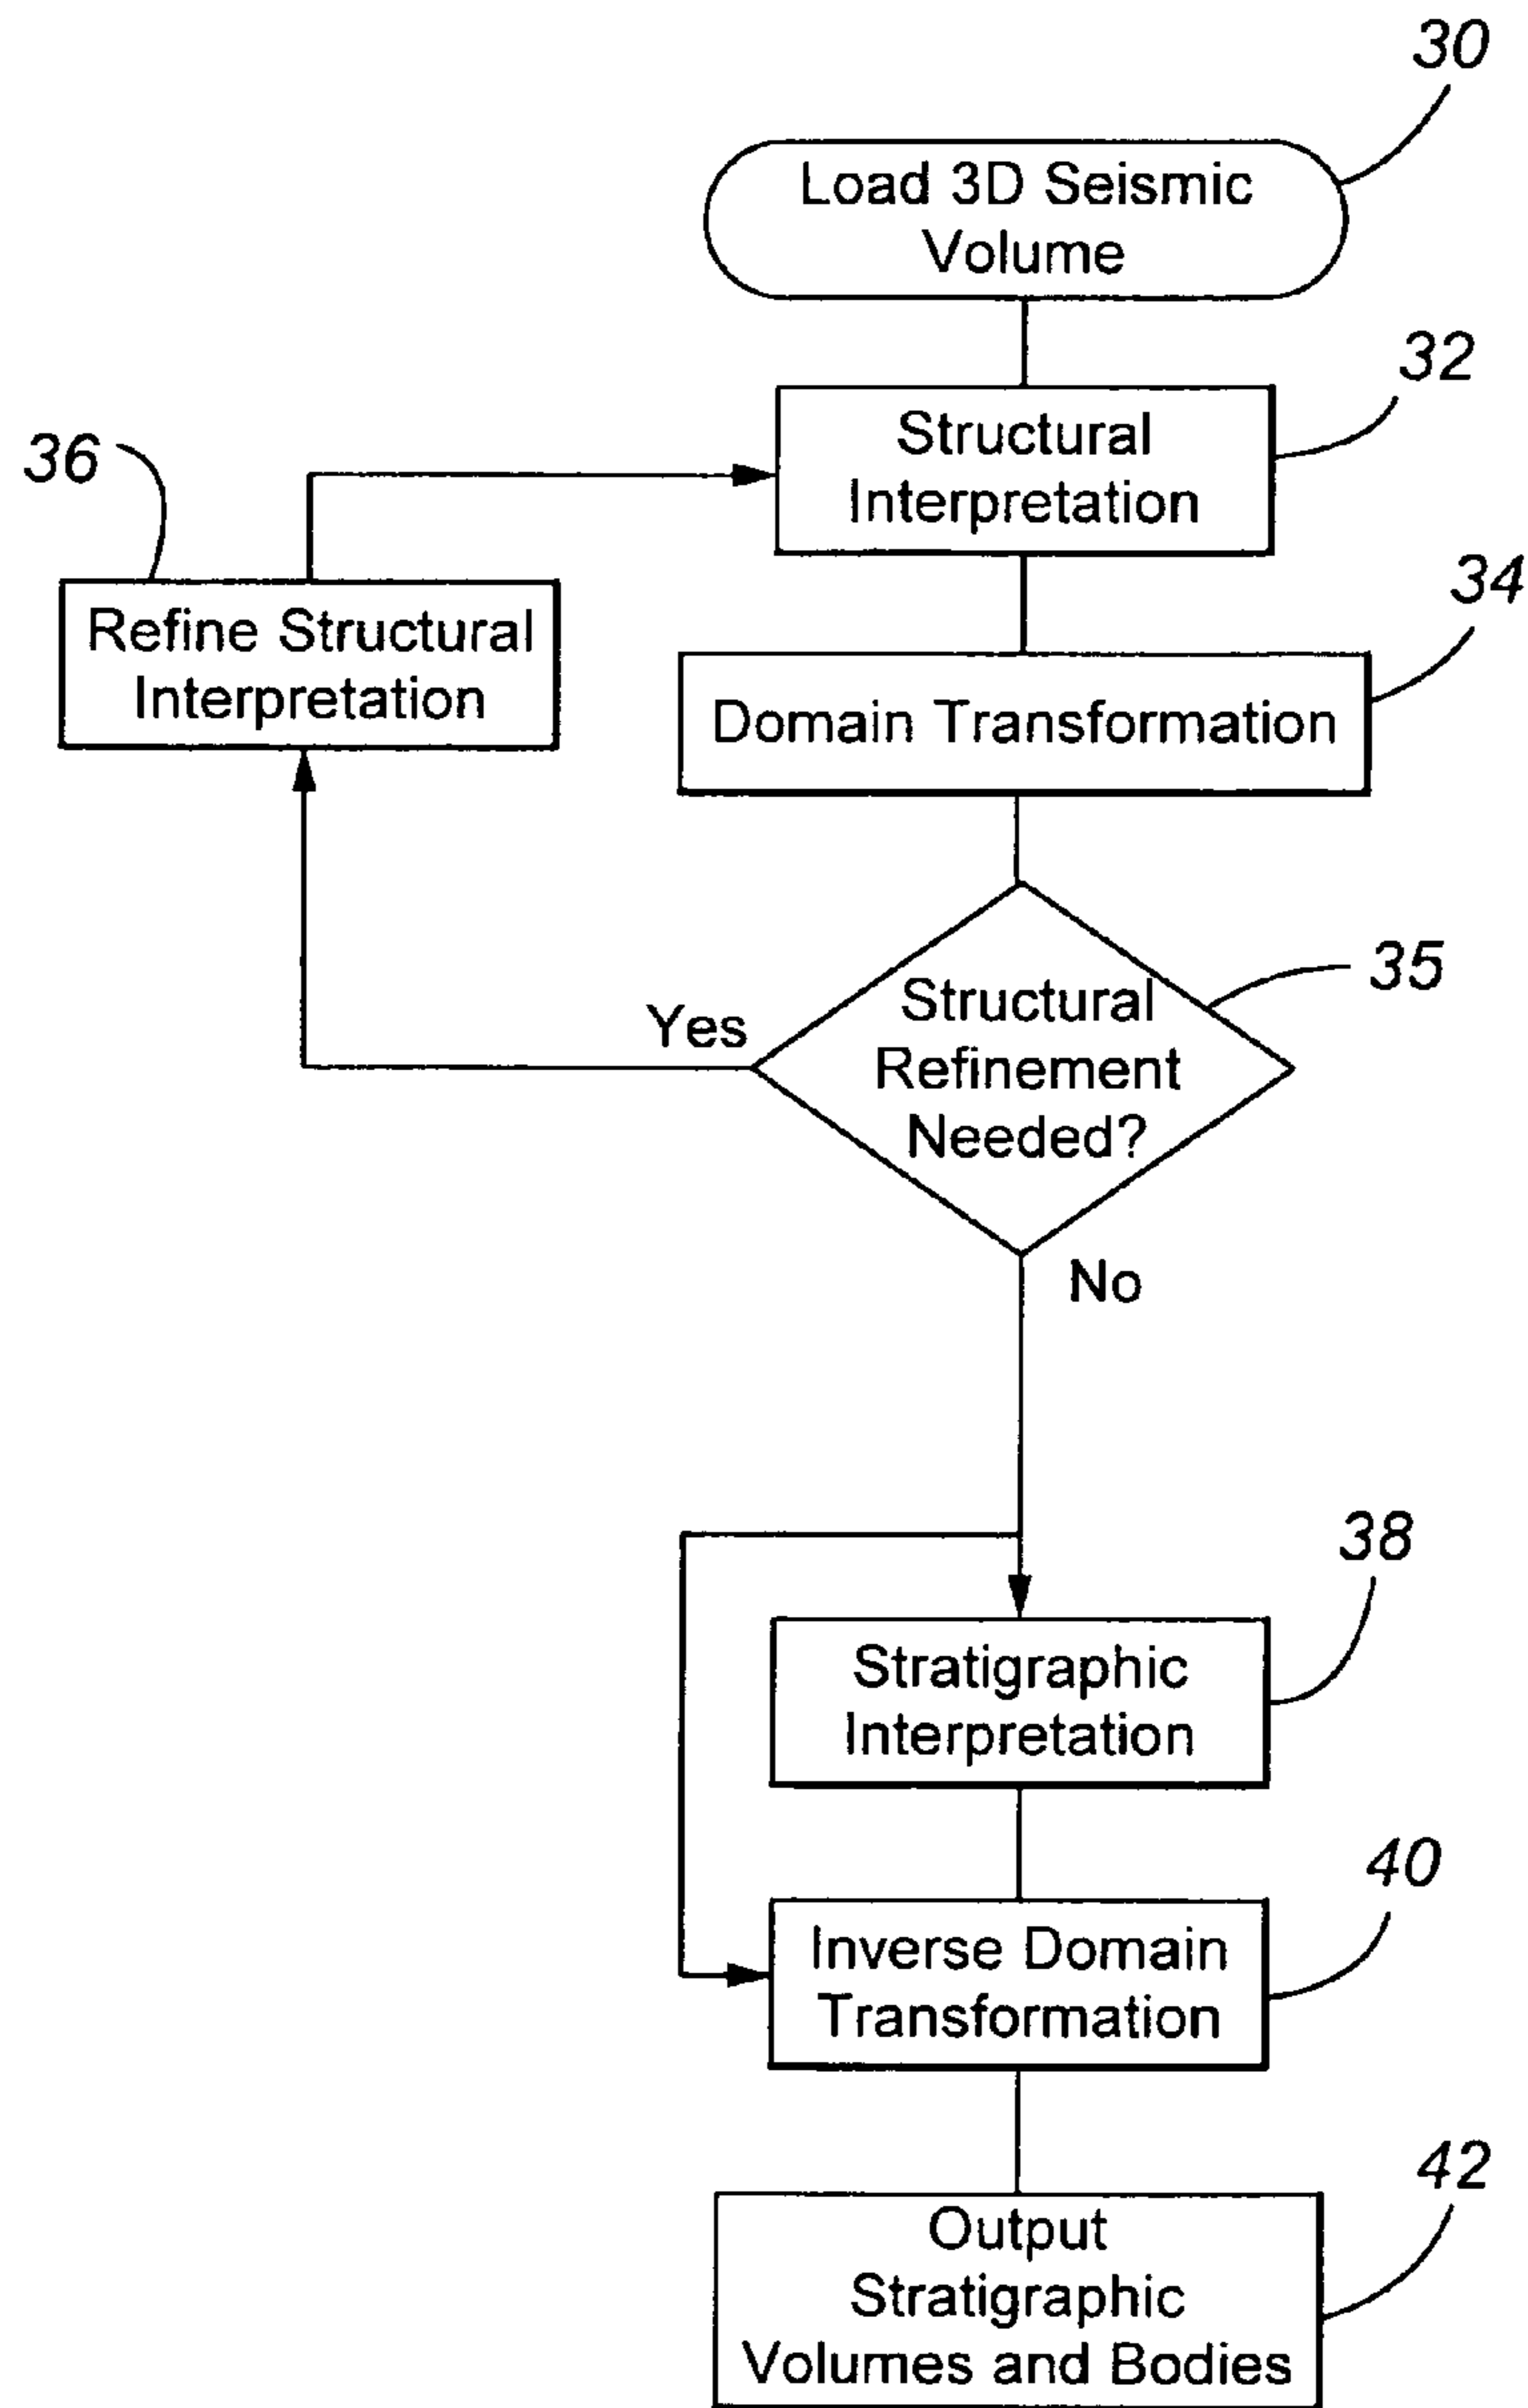 30
Load 3D Seismic
Volume
32
Structural
Interpretation
36
Refine Structural
Interpretation
34
Domain Transformation
35
Structural
Refinement
Needed?
Yes
No
38
Stratigraphic
Interpretation
40
Inverse Domain
Transformation
42
Output
Stratigraphic
Volumes and Bodies